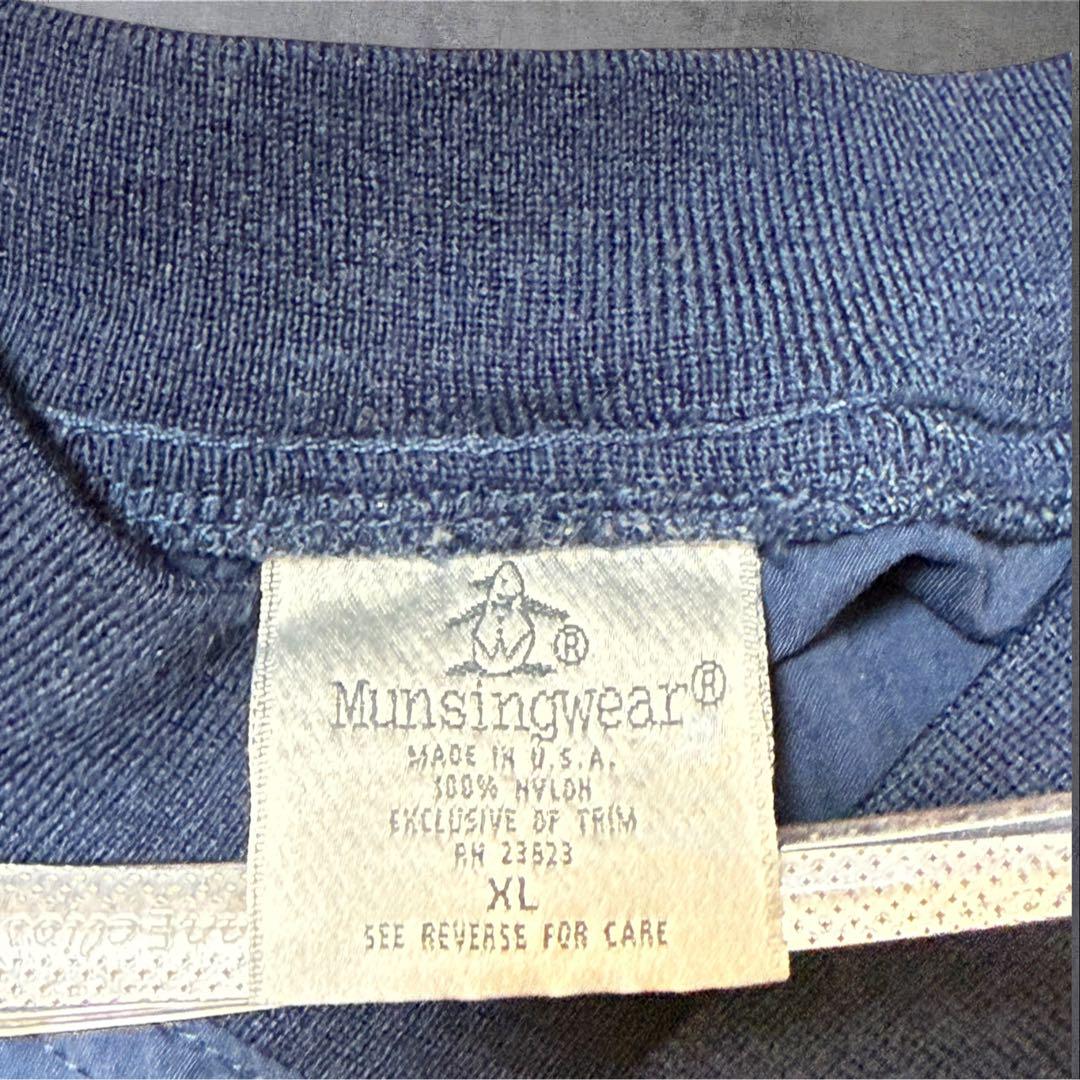 ®
Munsingwear®
MADE IN U.S.A.
100% NYLON
EXCLUSIVE OF TRIM
RN 23623
XL
SEE REVERSE FOR CARE